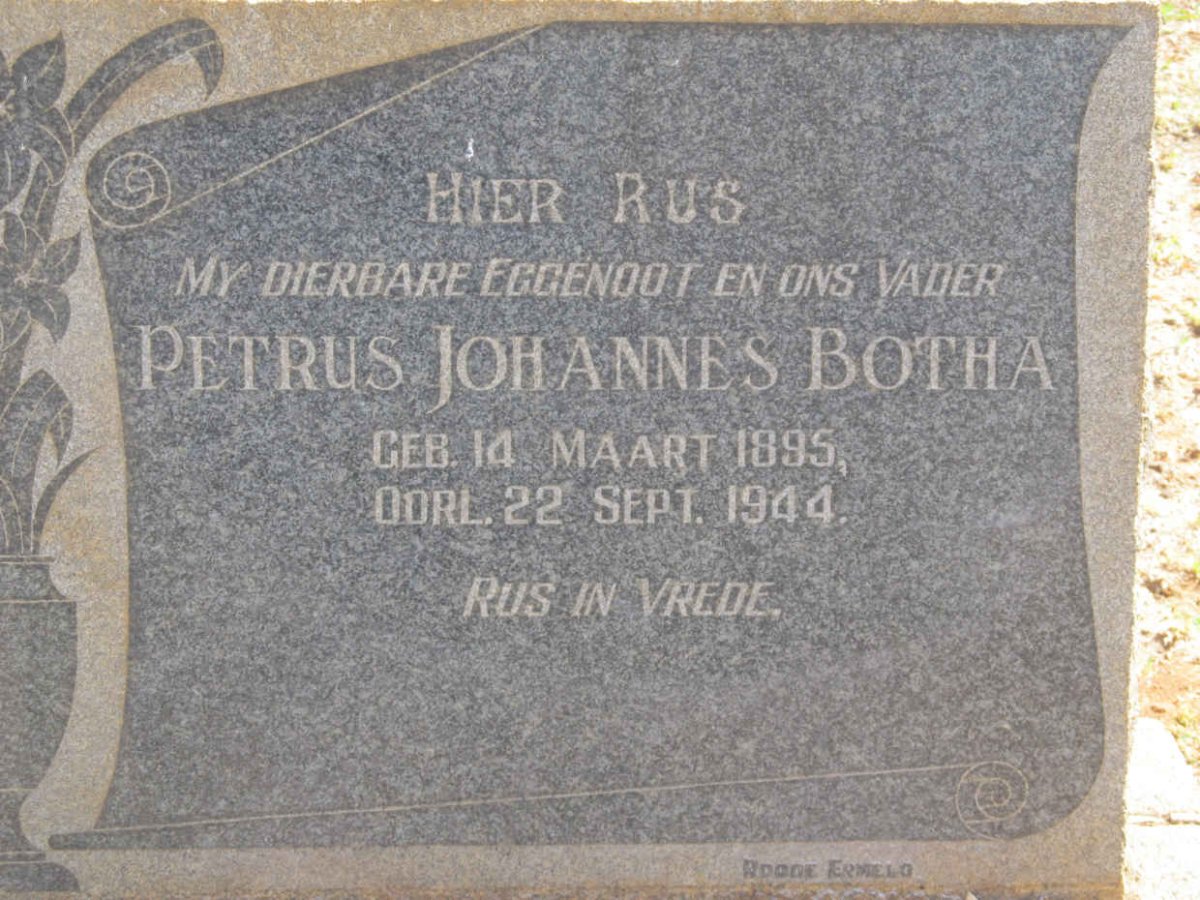 HIER RUS
MY DIERBARE EGGENOOT EN ONS VADER
PETRUS JOHANNES BOTHA
GEB. 14 MAART 1895,
OORL. 22 SEPT. 1944.
RUS IN VREDE.
ROODE ERMELO